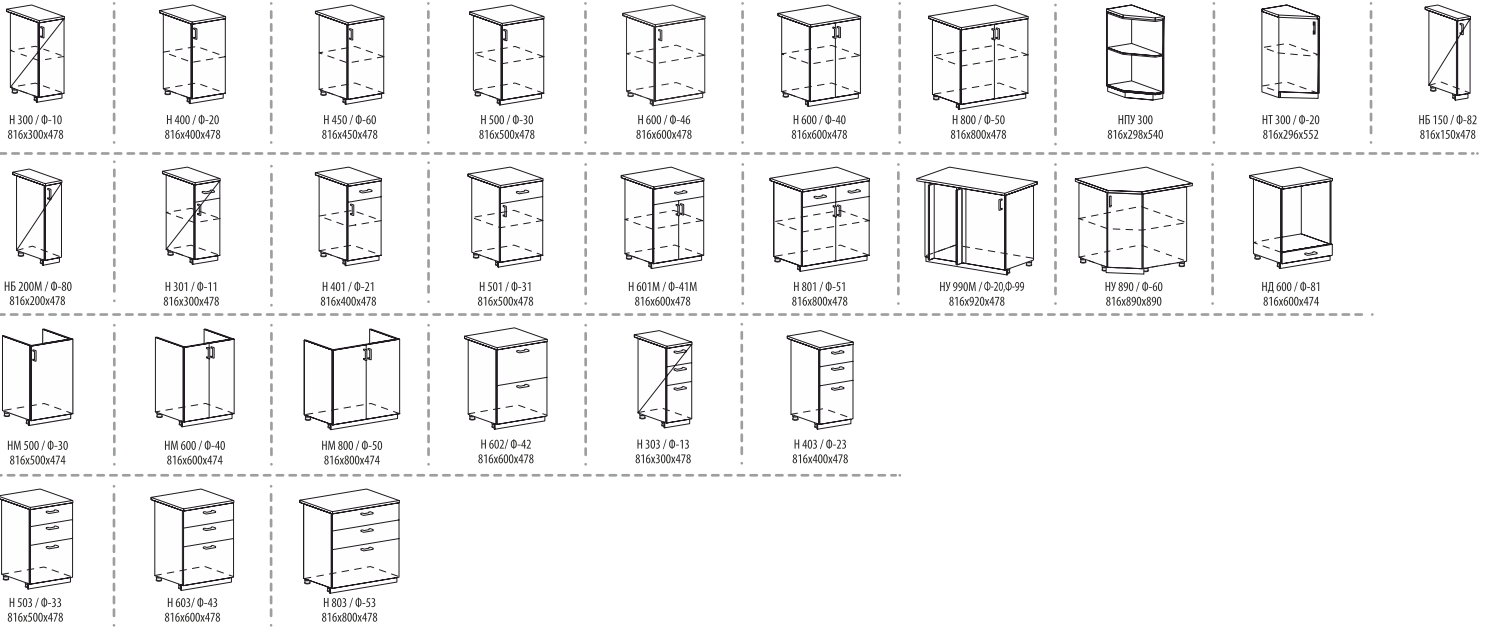 Н 300 / Ф-10
816х300х478
Н 400 / Ф-20
816х400х478
Н 450 / Ф-60
816х450х478
Н 500 / Ф-30
816х500х478
Н 600 / Ф-46
816х600х478
Н 600 / Ф-40
816х600х478
Н 800 / Ф-50
816х800х478
НПУ 300
816х298х540
НТ 300 / Ф-20
816х296х552
НБ 150 / Ф-82
816х150х478
НБ 200М / Ф-80
816х200х478
Н 301 / Ф-11
816х300х478
Н 401 / Ф-21
816х400х478
Н 501 / Ф-31
816х500х478
Н 601М / Ф-41М
816х600х478
Н 801 / Ф-51
816х800х478
НУ 990М / Ф-20,Ф-99
816х920х478
НУ 890 / Ф-60
816х890х890
НД 600 / Ф-81
816х600х474
НМ 500 / Ф-30
816х500х474
НМ 600 / Ф-40
816х600х474
НМ 800 / Ф-50
816х800х474
Н 602/ Ф-42
816х600х478
Н 303 / Ф-13
816х300х478
Н 403 / Ф-23
816х400х478
Н 503 / Ф-33
816х500х478
Н 603/ Ф-43
816х600х478
Н 803 / Ф-53
816х800х478